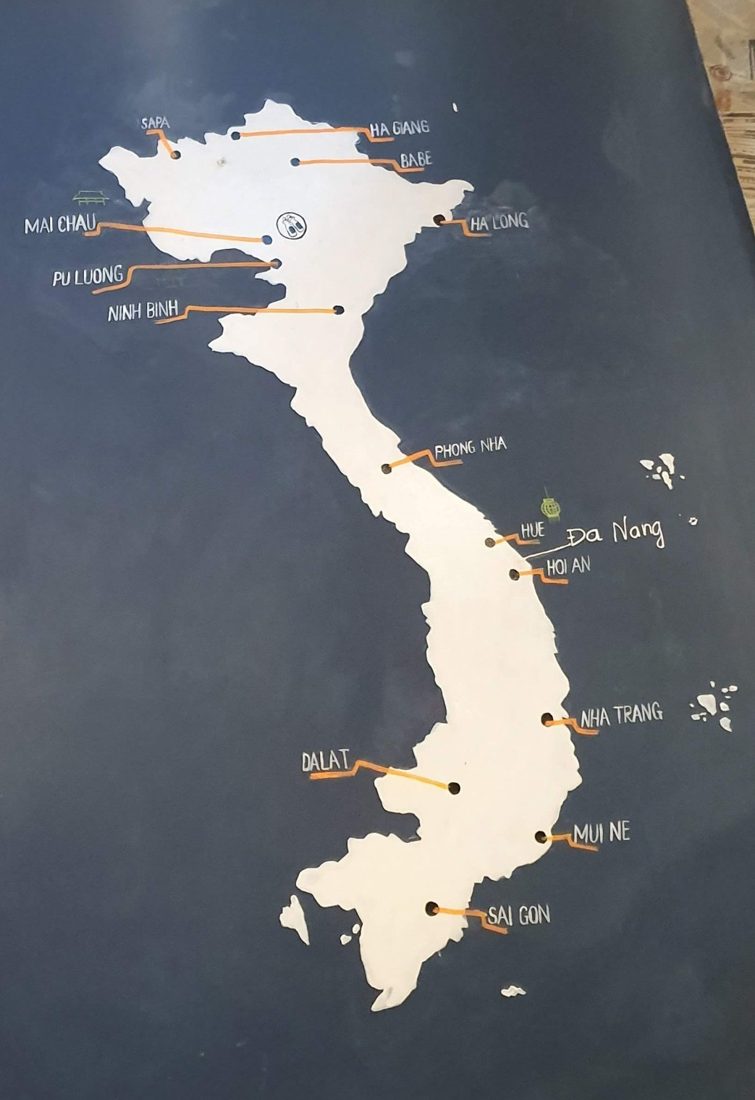 SAPA
HA GIANG
BABE
MAI CHAU
HA LONG
PU LUONG
NINH BINH
PHONG NHA
HUE
Đa Nang
HOI AN
NHA TRANG
DALAT
MUI NE
SAI GON